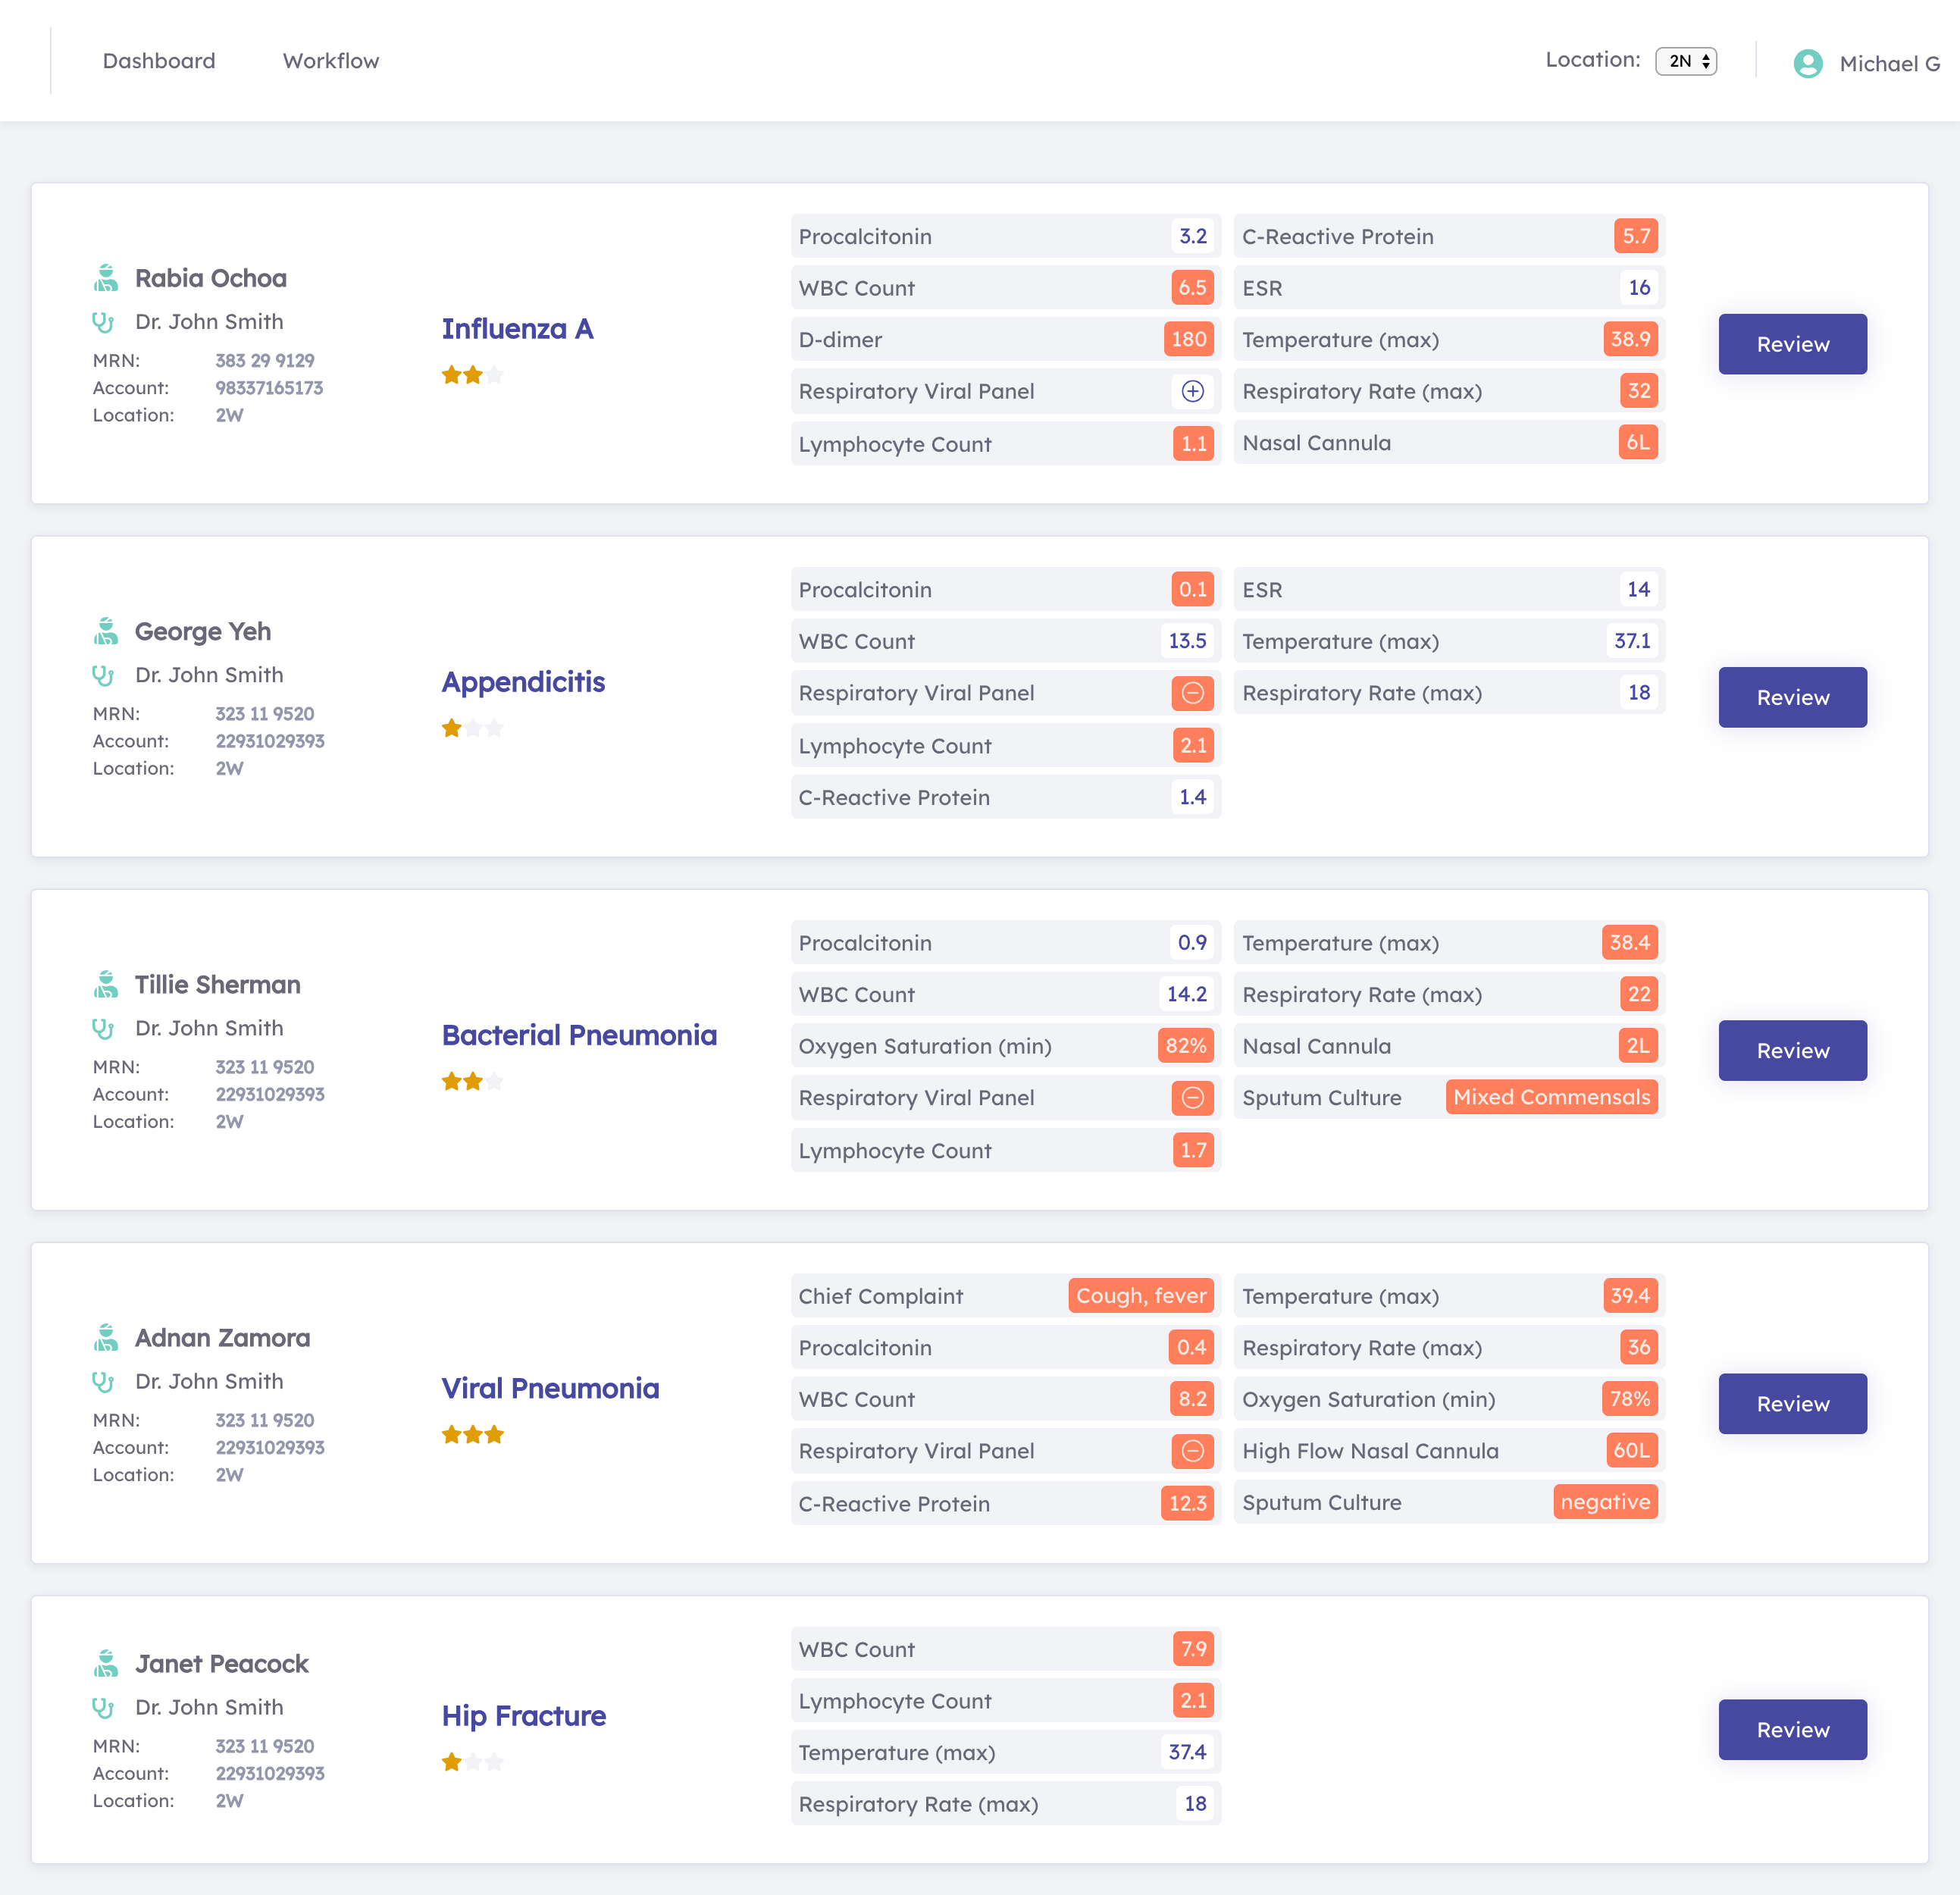 Dashboard Workflow Location: 2N Michael G
Rabia Ochoa
Dr. John Smith
MRN: 383 29 9129
Account: 98337165173
Location: 2W
Influenza A
Procalcitonin 3.2
WBC Count 6.5
D-dimer 180
Respiratory Viral Panel
Lymphocyte Count 1.1
C-Reactive Protein 5.7
ESR 16
Temperature (max) 38.9
Respiratory Rate (max) 32
Nasal Cannula 6L
Review
George Yeh
Dr. John Smith
MRN: 323 11 9520
Account: 22931029393
Location: 2W
Appendicitis
Procalcitonin 0.1
WBC Count 13.5
Respiratory Viral Panel
Lymphocyte Count 2.1
C-Reactive Protein 1.4
ESR 14
Temperature (max) 37.1
Respiratory Rate (max) 18
Review
Tillie Sherman
Dr. John Smith
MRN: 323 11 9520
Account: 22931029393
Location: 2W
Bacterial Pneumonia
Procalcitonin 0.9
WBC Count 14.2
Oxygen Saturation (min) 82%
Respiratory Viral Panel
Lymphocyte Count 1.7
Temperature (max) 38.4
Respiratory Rate (max) 22
Nasal Cannula 2L
Sputum Culture Mixed Commensals
Review
Adnan Zamora
Dr. John Smith
MRN: 323 11 9520
Account: 22931029393
Location: 2W
Viral Pneumonia
Chief Complaint Cough, fever
Procalcitonin 0.4
WBC Count 8.2
Respiratory Viral Panel
C-Reactive Protein 12.3
Temperature (max) 39.4
Respiratory Rate (max) 36
Oxygen Saturation (min) 78%
High Flow Nasal Cannula 60L
Sputum Culture negative
Review
Janet Peacock
Dr. John Smith
MRN: 323 11 9520
Account: 22931029393
Location: 2W
Hip Fracture
WBC Count 7.9
Lymphocyte Count 2.1
Temperature (max) 37.4
Respiratory Rate (max) 18
Review